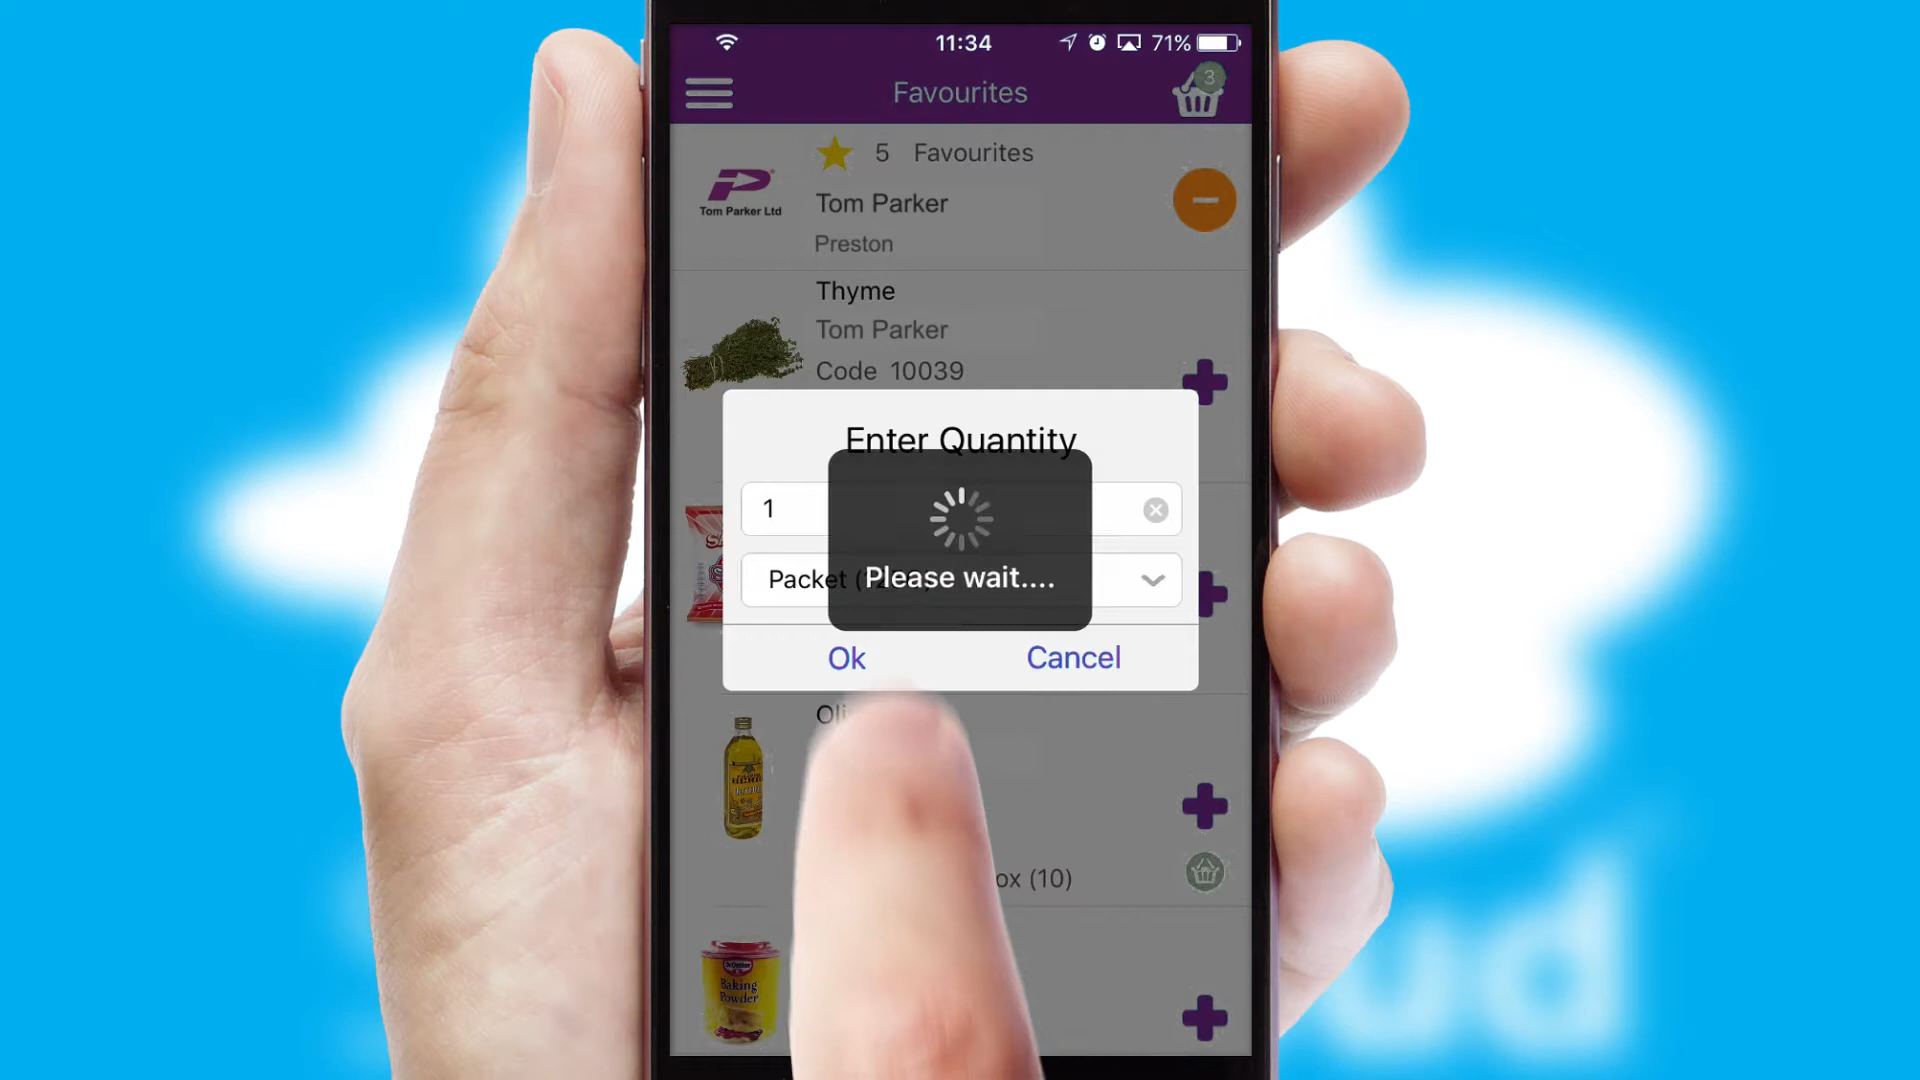 11:34
71%
Favourites
3
5 Favourites
Tom Parker Ltd
Tom Parker
Preston
Thyme
Tom Parker
Code 10039
Enter Quantity
1
Packet
Please wait....
Ok
Cancel
ox (10)
Baking
Powder
ud